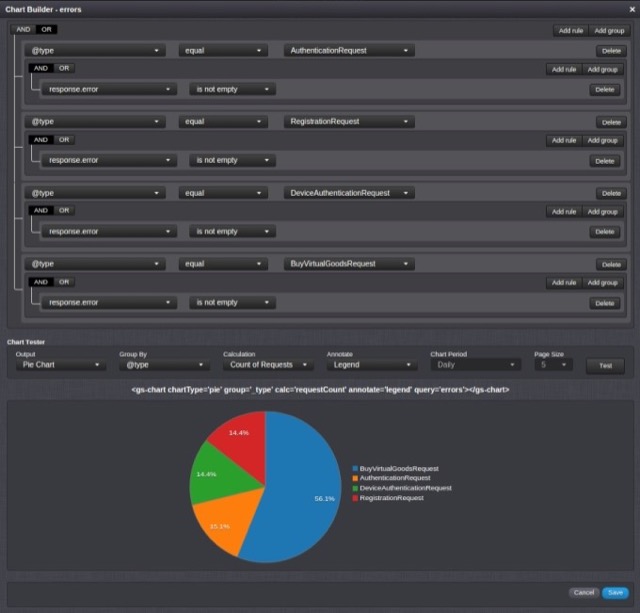 Chart Builder - errors ×
AND OR Add rule Add group
@type equal AuthenticationRequest Delete
AND OR Add rule Add group
response.error is not empty Delete
@type equal RegistrationRequest Delete
AND OR Add rule Add group
response.error is not empty Delete
@type equal DeviceAuthenticationRequest Delete
AND OR Add rule Add group
response.error is not empty Delete
@type equal BuyVirtualGoodsRequest Delete
AND OR Add rule Add group
response.error is not empty Delete
Chart Tester
Output Group By Calculation Annotate Chart Period Page Size
Pie Chart @type Count of Requests Legend Daily 5 Test
<gs-chart chartType='pie' group='_type' calc='requestCount' annotate='legend' query='errors'></gs-chart>
14.4%
14.4%
15.1%
56.1%
BuyVirtualGoodsRequest
AuthenticationRequest
DeviceAuthenticationRequest
RegistrationRequest
Cancel Save